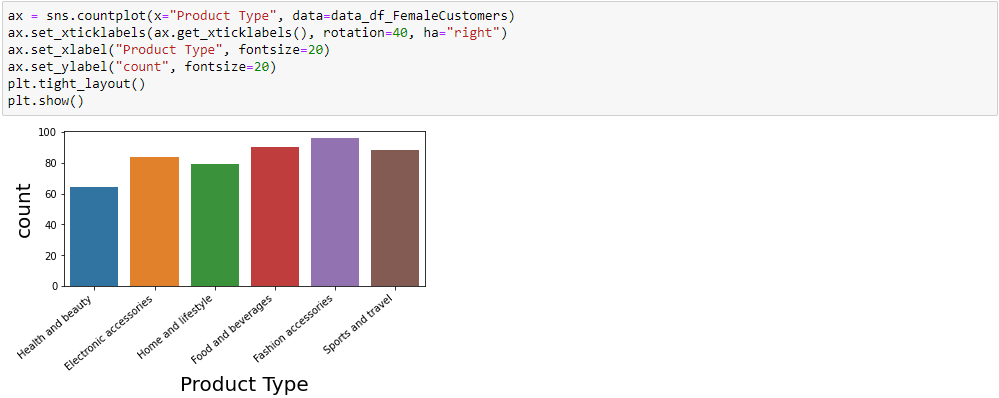 ax = sns.countplot(x="Product Type", data=data_df_FemaleCustomers)
ax.set_xticklabels(ax.get_xticklabels(), rotation=40, ha="right")
ax.set_xlabel("Product Type", fontsize=20)
ax.set_ylabel("count", fontsize=20)
plt.tight_layout()
plt.show()
100
80
60
40
20
0
count
Health and beauty
Electronic accessories
Home and lifestyle
Food and beverages
Fashion accessories
Sports and travel
Product Type